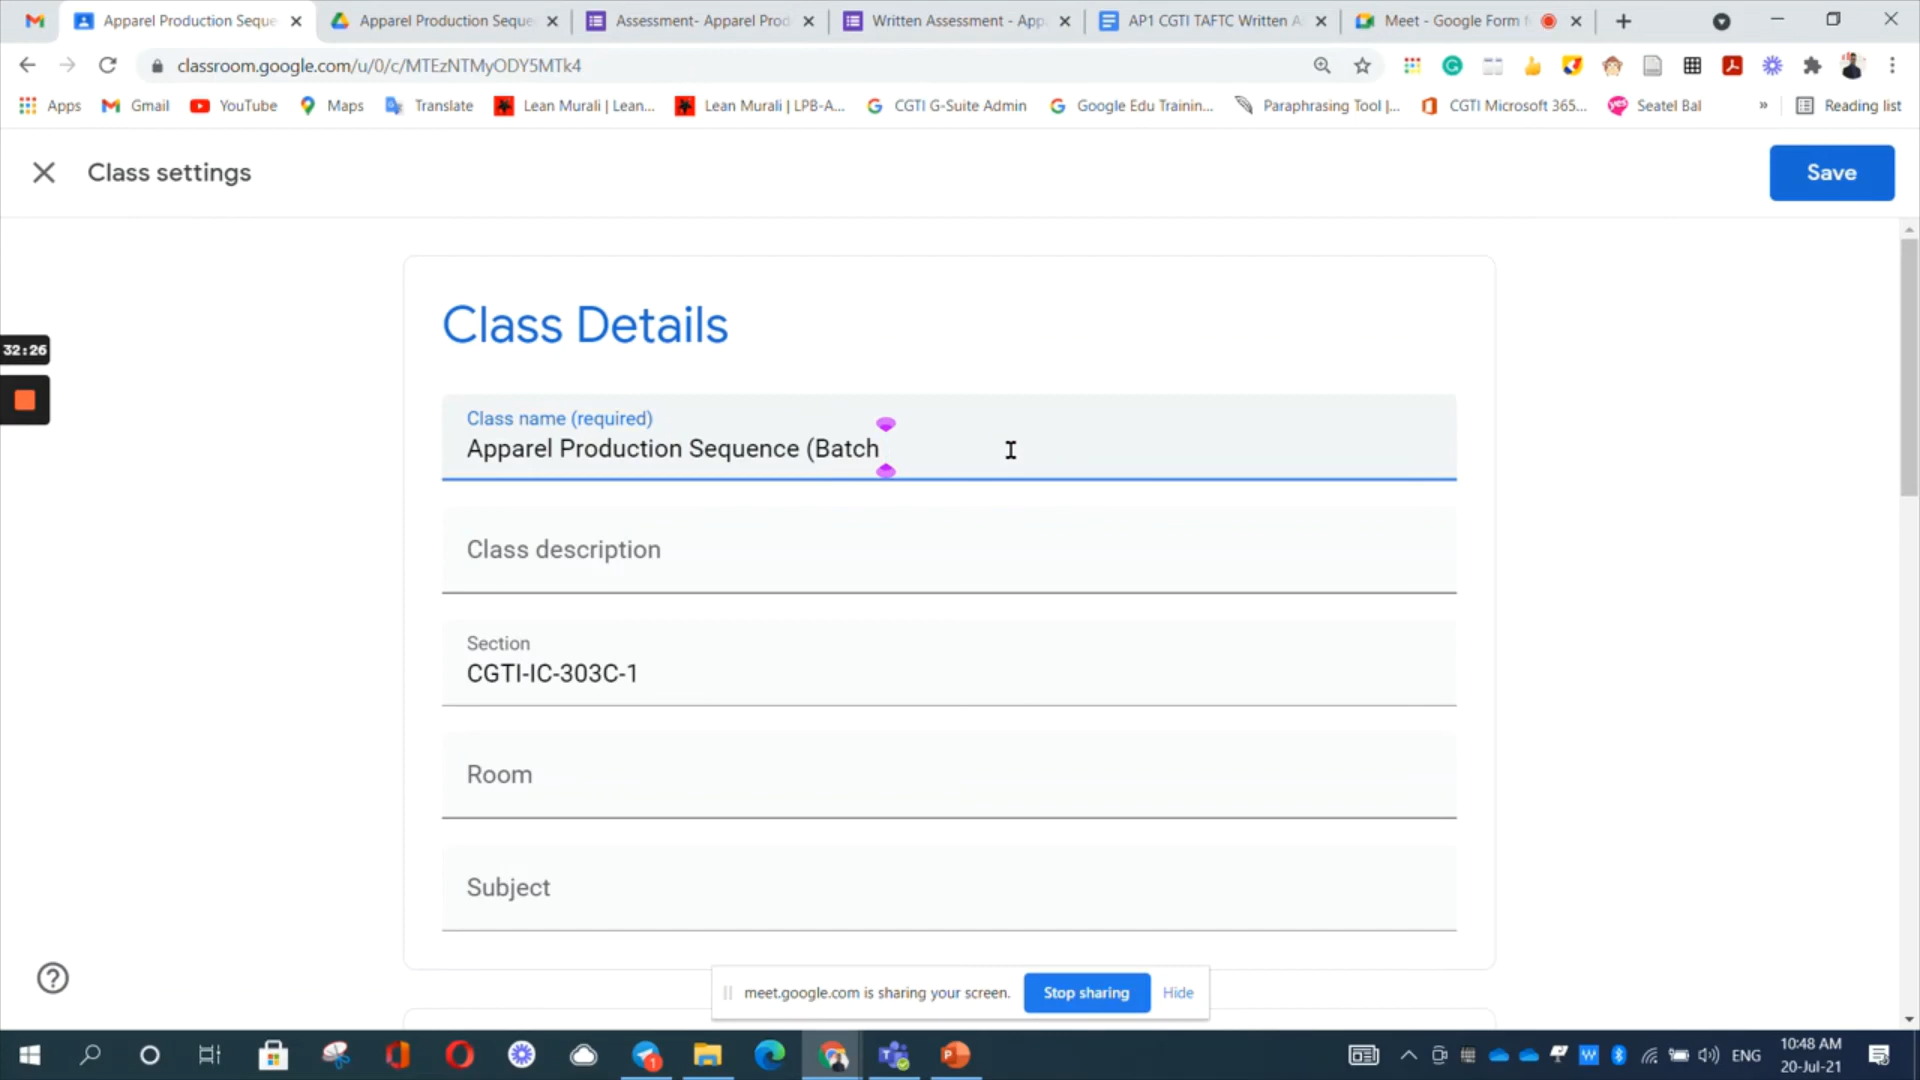 Apparel Production Seque
Apparel Production Seque
Assessment- Apparel Prod
Written Assessment - App
AP1 CGTI TAFTC Written A
Meet - Google Form
classroom.google.com/u/0/c/MTEzNTMyODY5MTk4
Apps
Gmail
YouTube
Maps
Translate
Lean Murali | Lean...
Lean Murali | LPB-A...
CGTI G-Suite Admin
Google Edu Trainin...
Paraphrasing Tool |...
CGTI Microsoft 365...
yes
Seatel Bal
»
Reading list
Class settings
Save
32:26
Class Details
Class name (required)
Apparel Production Sequence (Batch
Class description
Section
CGTI-IC-303C-1
Room
Subject
meet.google.com is sharing your screen.
Stop sharing
Hide
ENG
10:48 AM
20-Jul-21